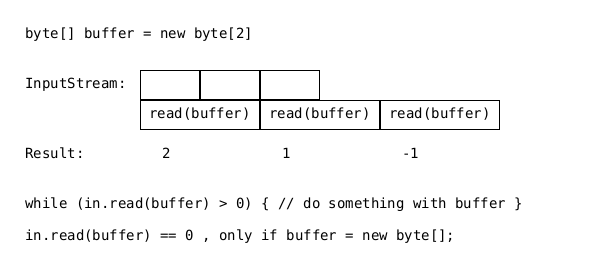 byte[] buffer = new byte[2]
InputStream:
read(buffer) read(buffer) read(buffer)
Result: 2 1 -1
while (in.read(buffer) > 0) { // do something with buffer }
in.read(buffer) == 0 , only if buffer = new byte[];